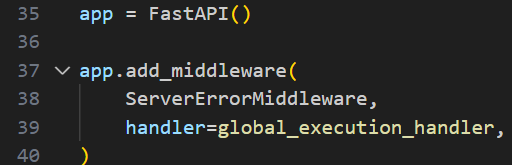 35 app = FastAPI()
36
37 app.add_middleware(
38     ServerErrorMiddleware,
39     handler=global_execution_handler,
40 )